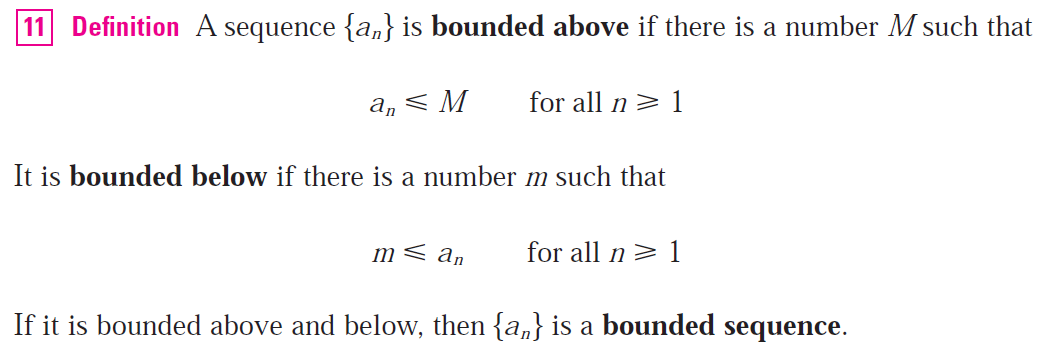 11 Definition A sequence {aₙ} is bounded above if there is a number M such that
aₙ ≤ M for all n ≥ 1
It is bounded below if there is a number m such that
m ≤ aₙ for all n ≥ 1
If it is bounded above and below, then {aₙ} is a bounded sequence.